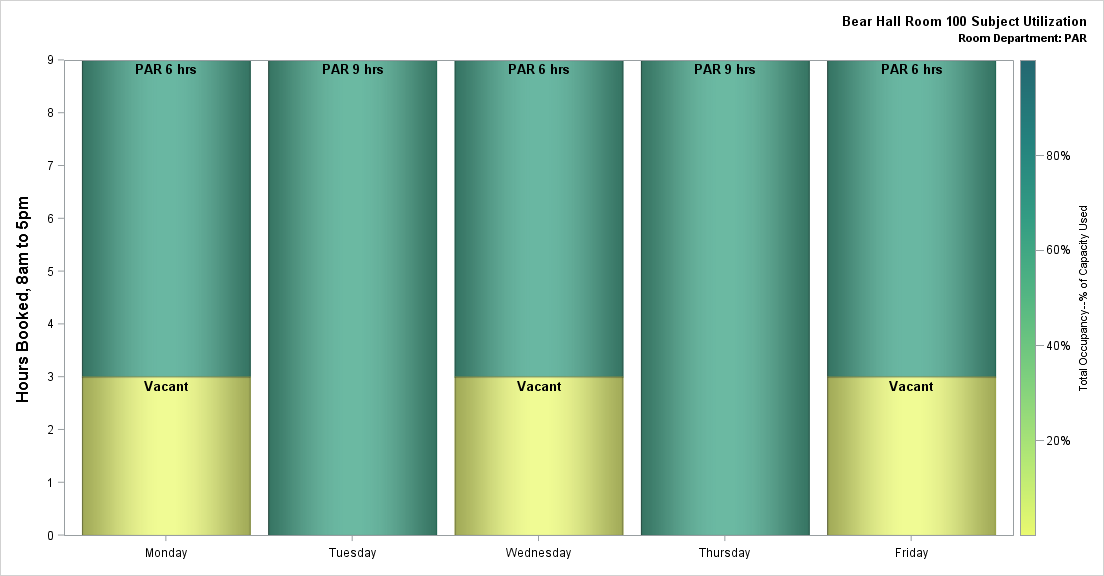 Bear Hall Room 100 Subject Utilization
Room Department: PAR
Hours Booked, 8am to 5pm
9
8
7
6
5
4
3
2
1
0
PAR 6 hrs
PAR 9 hrs
PAR 6 hrs
PAR 9 hrs
PAR 6 hrs
Vacant
Vacant
Vacant
Monday
Tuesday
Wednesday
Thursday
Friday
80%
60%
40%
20%
Total Occupancy--% of Capacity Used